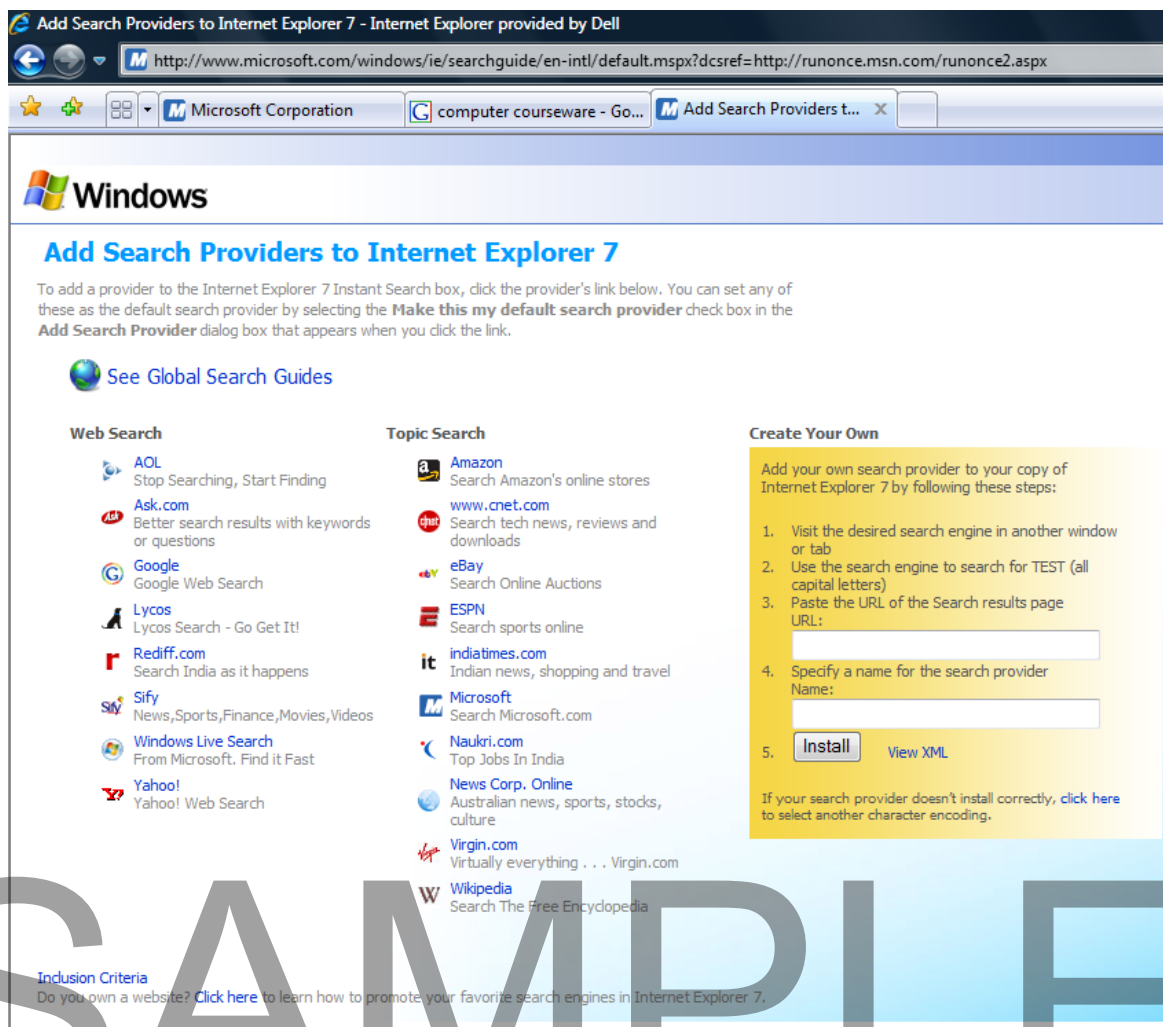 Add Search Providers to Internet Explorer 7 - Internet Explorer provided by Dell
http://www.microsoft.com/windows/ie/searchguide/en-intl/default.mspx?dcsref=http://runonce.msn.com/runonce2.aspx
Microsoft Corporation
computer courseware - Go...
Add Search Providers t...
Windows
Add Search Providers to Internet Explorer 7
To add a provider to the Internet Explorer 7 Instant Search box, click the provider's link below. You can set any of
these as the default search provider by selecting the Make this my default search provider check box in the
Add Search Provider dialog box that appears when you click the link.
See Global Search Guides
Web Search
AOL
Stop Searching, Start Finding
Ask.com
Better search results with keywords
or questions
Google
Google Web Search
Lycos
Lycos Search - Go Get It!
Rediff.com
Search India as it happens
Sify
News,Sports,Finance,Movies,Videos
Windows Live Search
From Microsoft. Find it Fast
Yahoo!
Yahoo! Web Search
Topic Search
Amazon
Search Amazon's online stores
www.cnet.com
Search tech news, reviews and
downloads
eBay
Search Online Auctions
ESPN
Search sports online
indiatimes.com
Indian news, shopping and travel
Microsoft
Search Microsoft.com
Naukri.com
Top Jobs In India
News Corp. Online
Australian news, sports, stocks,
culture
Virgin.com
Virtually everything . . . Virgin.com
Wikipedia
Search The Free Encyclopedia
Create Your Own
Add your own search provider to your copy of
Internet Explorer 7 by following these steps:
1. Visit the desired search engine in another window
or tab
2. Use the search engine to search for TEST (all
capital letters)
3. Paste the URL of the Search results page
URL:
4. Specify a name for the search provider
Name:
5. Install View XML
If your search provider doesn't install correctly, click here
to select another character encoding.
Inclusion Criteria
Do you own a website? Click here to learn how to promote your favorite search engines in Internet Explorer 7.
SAMPLE